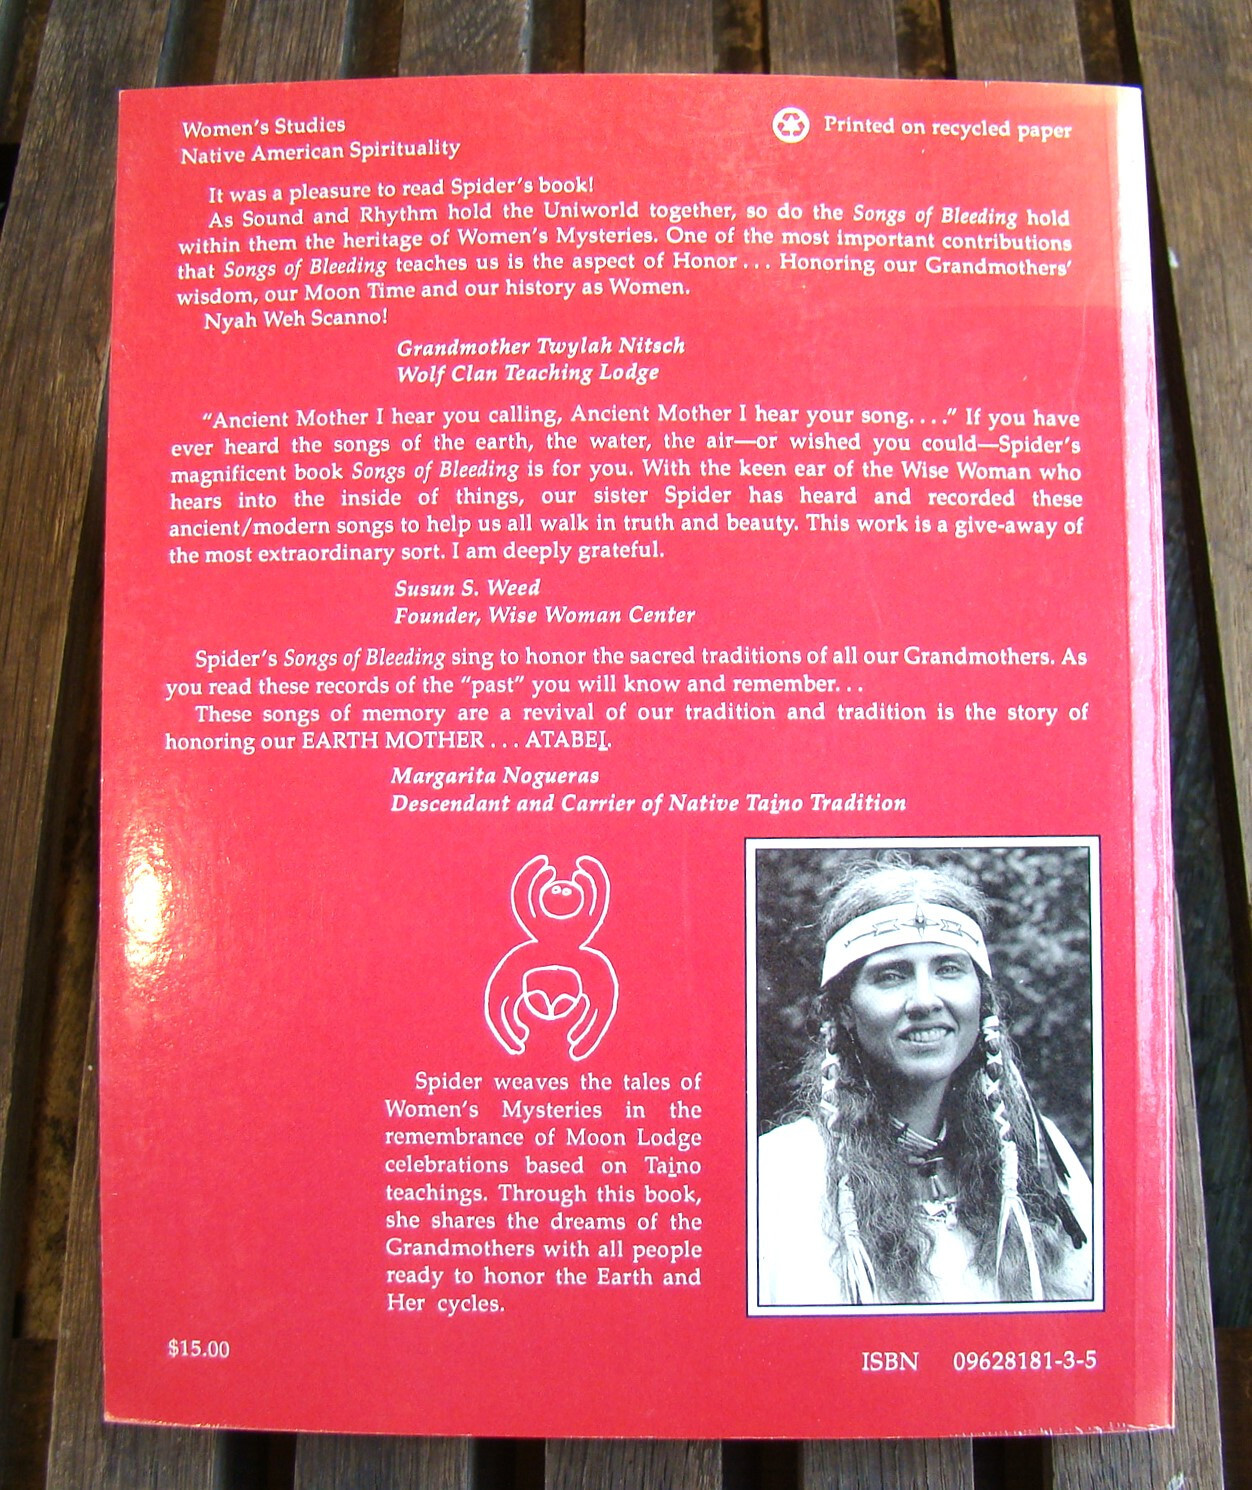 Women's Studies
Native American Spirituality
Printed on recycled paper
It was a pleasure to read Spider's book!
As Sound and Rhythm hold the Uniworld together, so do the Songs of Bleeding hold
within them the heritage of Women's Mysteries. One of the most important contributions
that Songs of Bleeding teaches us is the aspect of Honor... Honoring our Grandmothers'
wisdom, our Moon Time and our history as Women.
Nyah Weh Scanno!
Grandmother Twylah Nitsch
Wolf Clan Teaching Lodge
"Ancient Mother I hear you calling, Ancient Mother I hear your song...." If you have
ever heard the songs of the earth, the water, the air—or wished you could—Spider's
magnificent book Songs of Bleeding is for you. With the keen ear of the Wise Woman who
hears into the inside of things, our sister Spider has heard and recorded these
ancient/modern songs to help us all walk in truth and beauty. This work is a give-away of
the most extraordinary sort. I am deeply grateful.
Susun S. Weed
Founder, Wise Woman Center
Spider's Songs of Bleeding sing to honor the sacred traditions of all our Grandmothers. As
you read these records of the "past" you will know and remember...
These songs of memory are a revival of our tradition and tradition is the story of
honoring our EARTH MOTHER... ATABEI.
Margarita Nogueras
Descendant and Carrier of Native Taino Tradition
Spider weaves the tales of
Women's Mysteries in the
remembrance of Moon Lodge
celebrations based on Taino
teachings. Through this book,
she shares the dreams of the
Grandmothers with all people
ready to honor the Earth and
Her cycles.
$15.00
ISBN 09628181-3-5